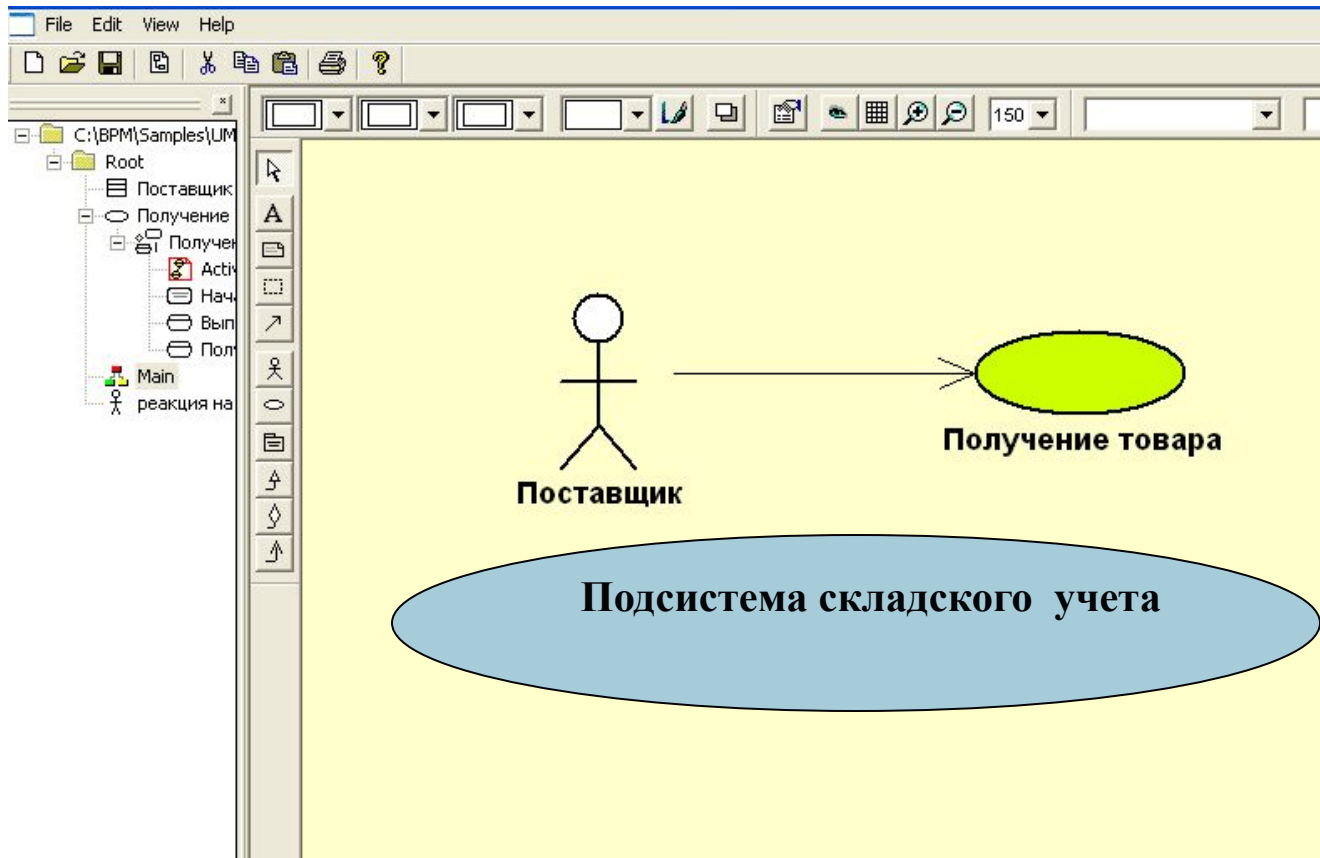 File Edit View Help
150
C:\BPM\Samples\UM
Root
Поставщик
Получение
Получен
Activ
Нача
Вып
Пол
Main
реакция на
Поставщик
Получение товара
Подсистема складского учета